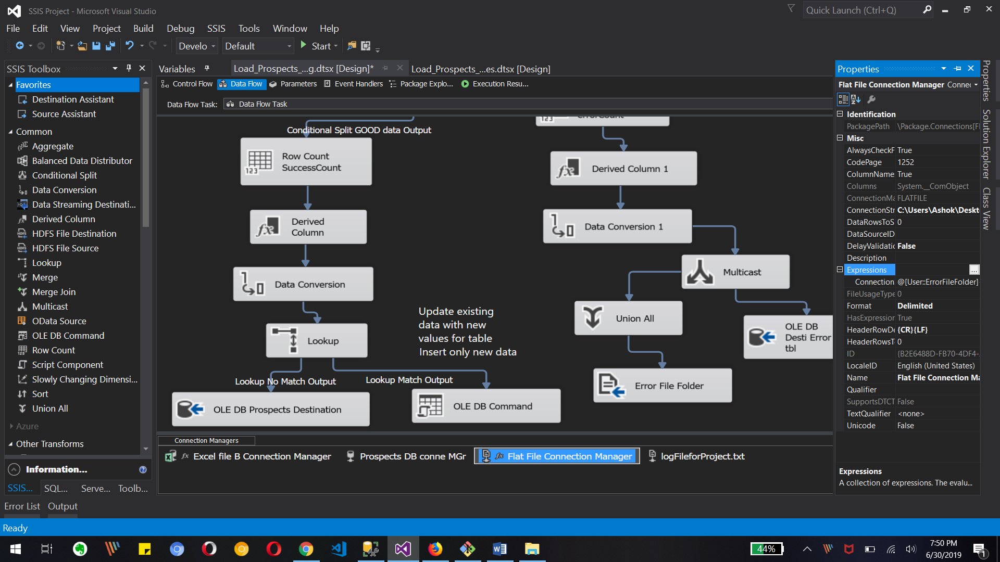 SSIS Project - Microsoft Visual Studio
Quick Launch (Ctrl+Q)
File Edit View Project Build Debug SSIS Tools Window Help
Develo Default Start
SSIS Toolbox
Favorites
Destination Assistant
Source Assistant
Common
Aggregate
Balanced Data Distributor
Conditional Split
Data Conversion
Data Streaming Destinati...
Derived Column
HDFS File Destination
HDFS File Source
Lookup
Merge
Merge Join
Multicast
OData Source
OLE DB Command
Row Count
Script Component
Slowly Changing Dimensi...
Sort
Union All
Azure
Other Transforms
Information...
SSIS... SQL... Serve... Toolb...
Error List Output
Ready
Variables Load_Prospects_...g.dtsx [Design]* Load_Prospects_...es.dtsx [Design]
Control Flow Data Flow Parameters Event Handlers Package Explo... Execution Resu...
Data Flow Task: Data Flow Task
Conditional Split GOOD data Output
Row Count
SuccessCount
Derived
Column
Data Conversion
Lookup
Lookup No Match Output
Lookup Match Output
OLE DB Prospects Destination
OLE DB Command
Update existing
data with new
values for table
Insert only new data
ErrorCount
Derived Column 1
Data Conversion 1
Multicast
Union All
OLE DB
Desti Error
tbl
Error File Folder
Connection Managers
Excel file B Connection Manager
Prospects DB conne MGr
Flat File Connection Manager
logFileforProject.txt
Properties
Flat File Connection Manager Connec
Identification
PackagePath \Package.Connections[Fl
Misc
AlwaysCheckF True
CodePage 1252
ColumnName True
Columns System.__ComObject
ConnectionMa FLATFILE
ConnectionStr C:\Users\Ashok\Deskt
DataRowsToS 0
DataSourceID
DelayValidatic False
Description
Expressions ...
Connection @[User::ErrorFileFolder]
FileUsageType 0
Format Delimited
HasExpression True
HeaderRowDe {CR}{LF}
HeaderRowsT 0
ID {B2E6488D-FB70-4DF4-
LocaleID English (United States)
Name Flat File Connection Ma
Qualifier
SupportsDTCT False
TextQualifier <none>
Unicode False
Expressions
A collection of expressions. The evalu...
Properties
Solution Explorer
Class View
44%
7:50 PM
6/30/2019
1